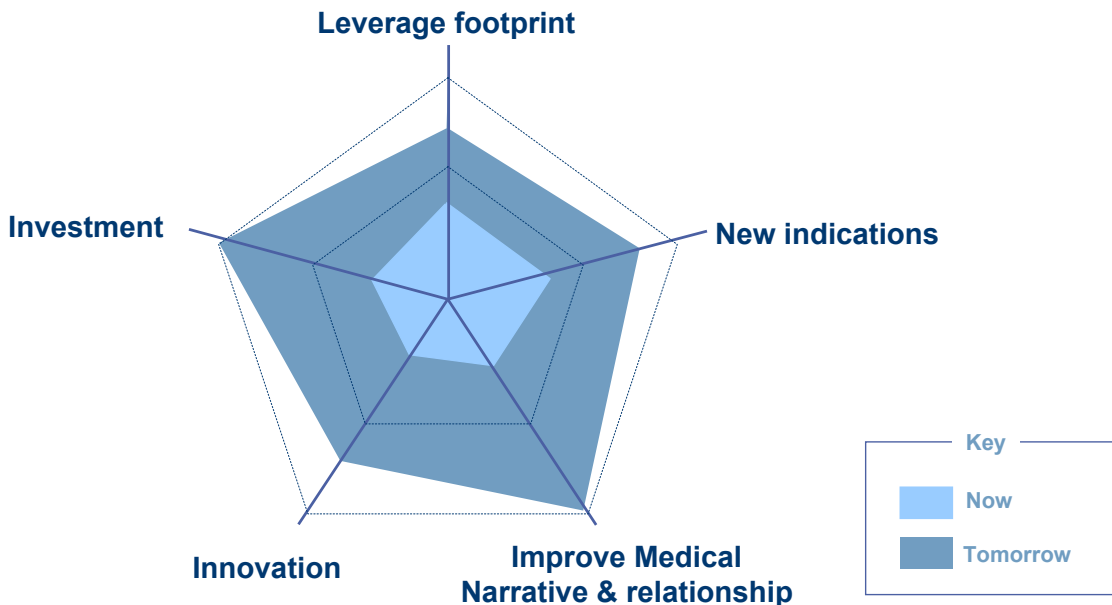 Leverage footprint
Investment
New indications
Innovation
Improve Medical
Narrative & relationship
Key
Now
Tomorrow